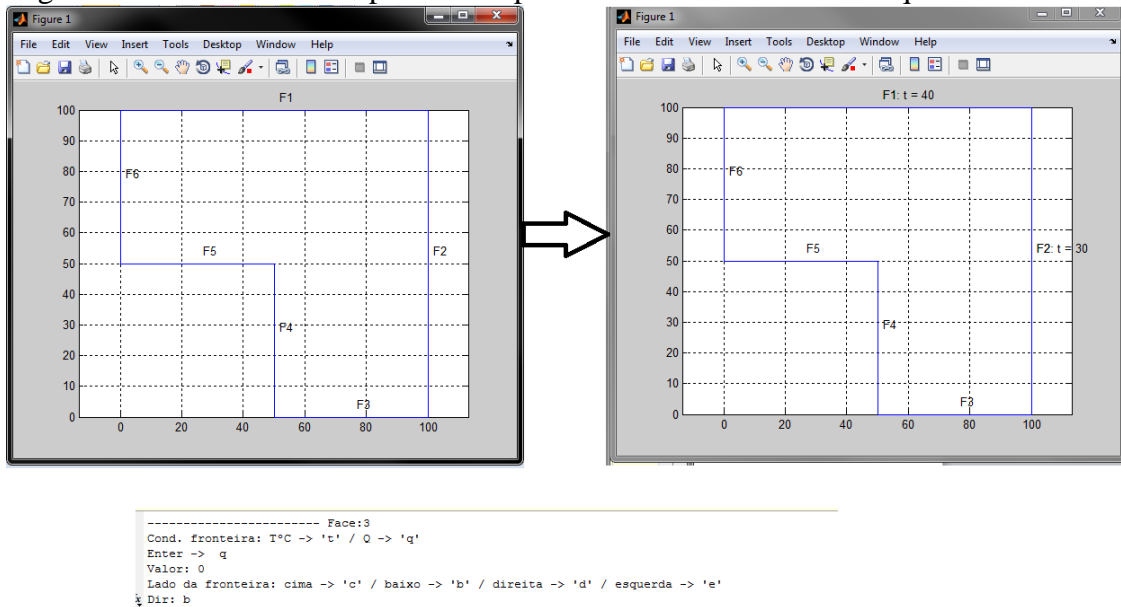 Figure 1
File Edit View Insert Tools Desktop Window Help
F1
100
90
80
F6
70
60
F5
F2
50
40
30
F4
20
10
F3
0
0 20 40 60 80 100
Figure 1
File Edit View Insert Tools Desktop Window Help
F1: t = 40
100
90
80
F6
70
60
F5
F2: t = 30
50
40
30
F4
20
10
F3
0
0 20 40 60 80 100
------------------------ Face:3
Cond. fronteira: TºC -> 't' / Q -> 'q'
Enter -> q
Valor: 0
Lado da fronteira: cima -> 'c' / baixo -> 'b' / direita -> 'd' / esquerda -> 'e'
Dir: b